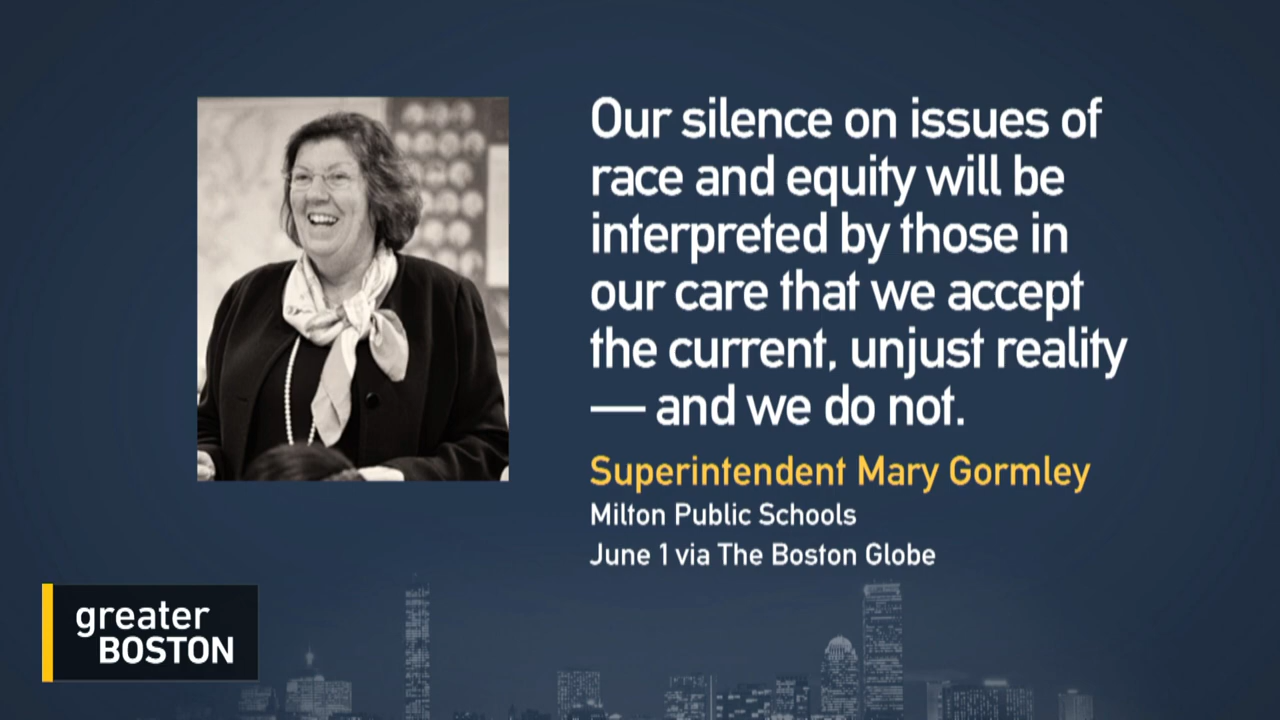 Our silence on issues of
race and equity will be
interpreted by those in
our care that we accept
the current, unjust reality
— and we do not.
Superintendent Mary Gormley
Milton Public Schools
June 1 via The Boston Globe
greater
BOSTON